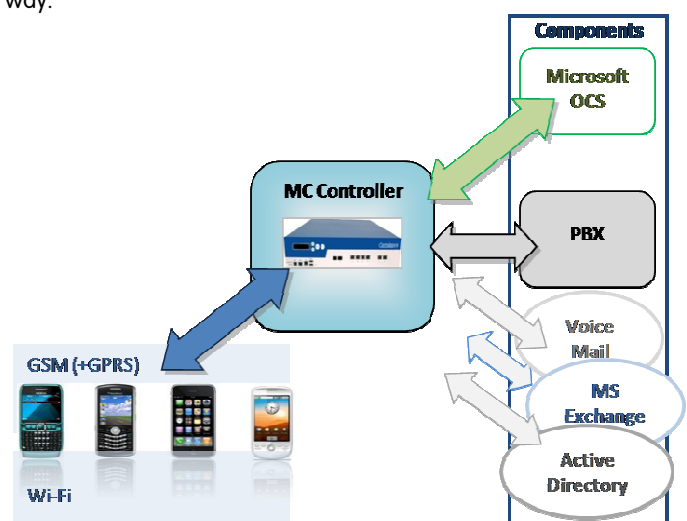 way.
Components
Microsoft
OCS
MC Controller
PBX
Voice
Mail
GSM (+GPRS)
MS
Exchange
Active
Directory
Wi-Fi